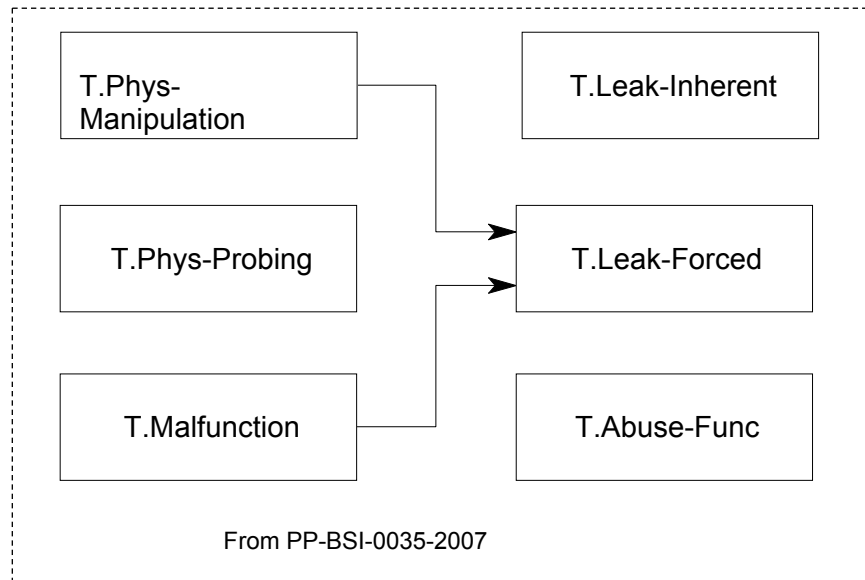 T.Phys-
Manipulation
T.Leak-Inherent
T.Phys-Probing
T.Leak-Forced
T.Malfunction
T.Abuse-Func
From PP-BSI-0035-2007